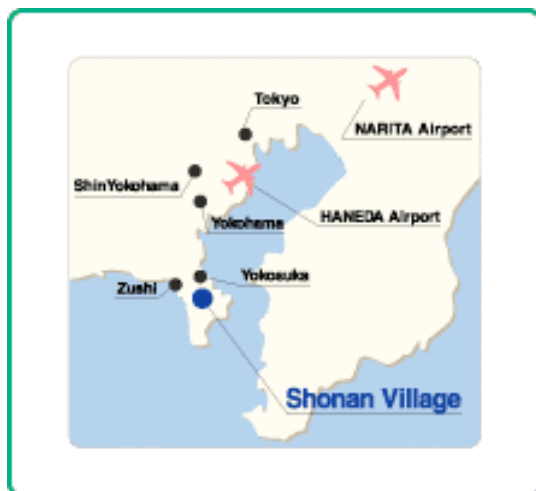 Tokyo
NARITA Airport
ShinYokohama
HANEDA Airport
Yokohama
Yokosuka
Zushi
Shonan Village